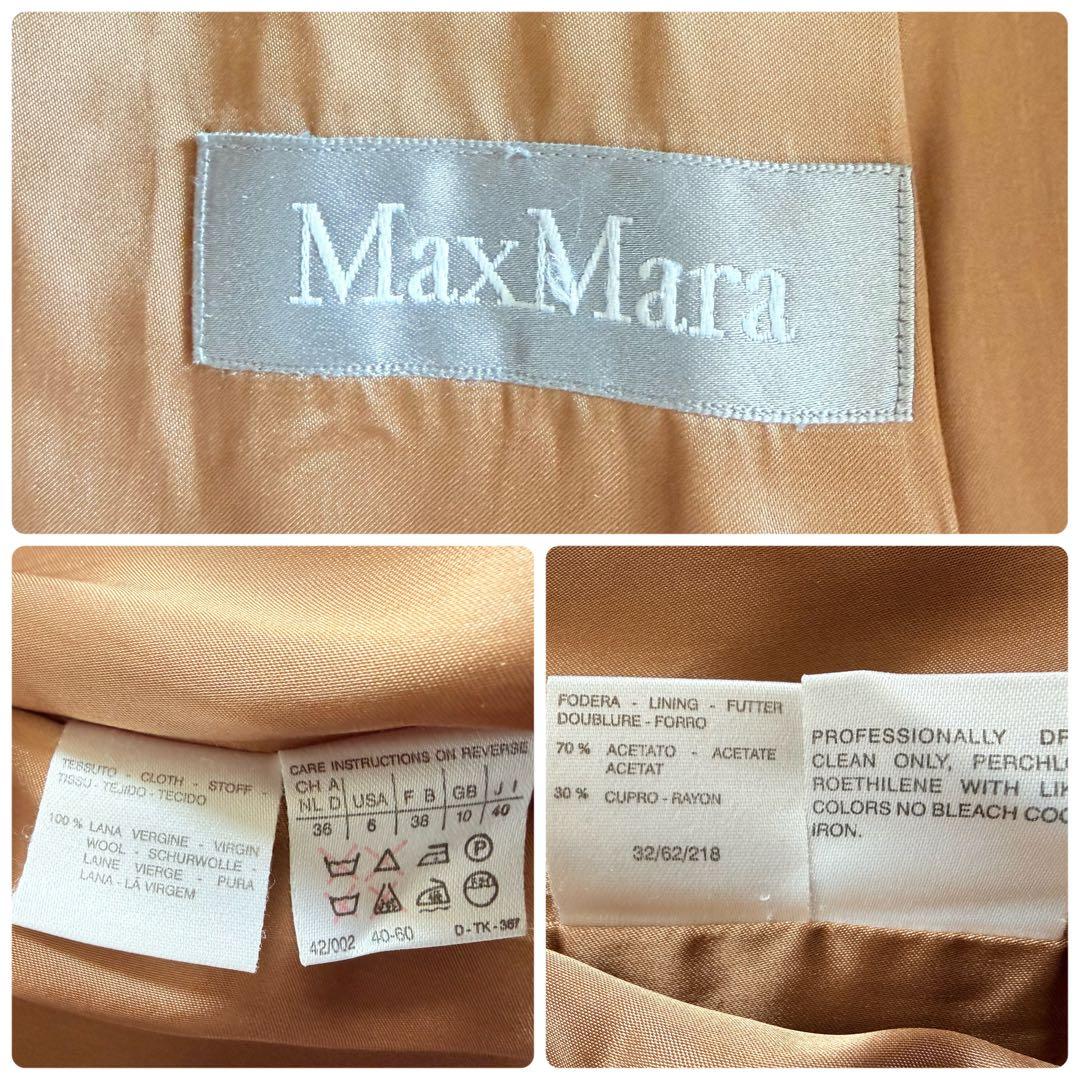 MaxMara
TESSUTO - CLOTH - STOFF -
TISSU - TEJIDO - TECIDO
100 % LANA VERGINE - VIRGIN
WOOL - SCHURWOLLE -
LAINE VIERGE - PURA
LANA - LÃ VIRGEM
CARE INSTRUCTIONS ON REVERSE
CH A
NL D USA F B GB J I
36 6 38 10 40
P
42/002 40-60 D-TK-367
FODERA - LINING - FUTTER
DOUBLURE - FORRO
70 % ACETATO - ACETATE
ACETAT
30 % CUPRO - RAYON
32/62/218
PROFESSIONALLY DR
CLEAN ONLY, PERCHLO
ROETHILENE WITH LIK
COLORS NO BLEACH COO
IRON.